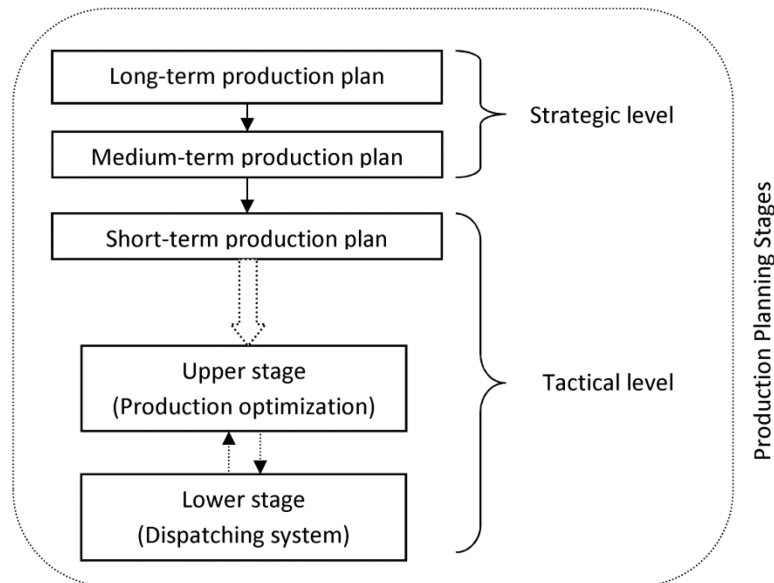 Long-term production plan
Strategic level
Medium-term production plan
Short-term production plan
Upper stage
(Production optimization)
Tactical level
Lower stage
(Dispatching system)
Production Planning Stages